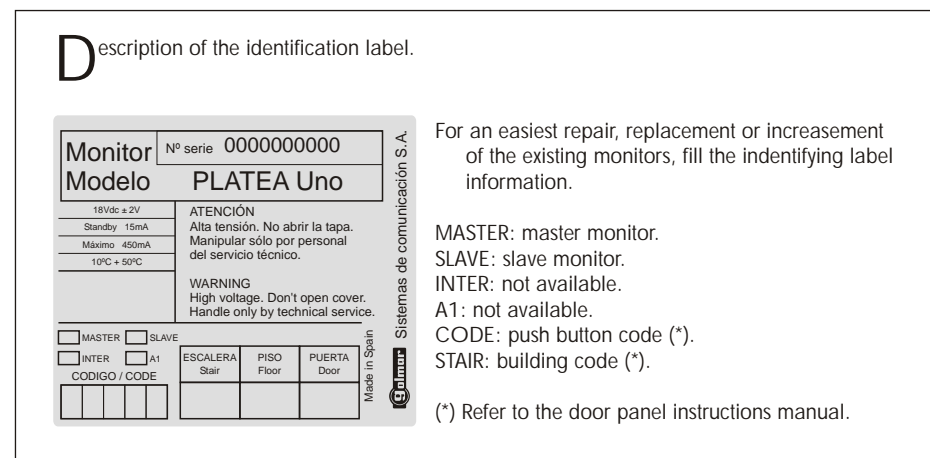 Description of the identification label.
Monitor
Nº serie 0000000000
Modelo PLATEA Uno
18Vdc ± 2V
Standby 15mA
Máximo 450mA
10ºC + 50ºC
ATENCIÓN
Alta tensión. No abrir la tapa.
Manipular sólo por personal
del servicio técnico.
WARNING
High voltage. Don't open cover.
Handle only by technical service.
MASTER SLAVE
INTER A1
CODIGO / CODE
ESCALERA PISO PUERTA
Stair Floor Door
Made in Spain
golmar Sistemas de comunicación S.A.
For an easiest repair, replacement or increasement
of the existing monitors, fill the indentifying label
information.
MASTER: master monitor.
SLAVE: slave monitor.
INTER: not available.
A1: not available.
CODE: push button code (*).
STAIR: building code (*).
(*) Refer to the door panel instructions manual.